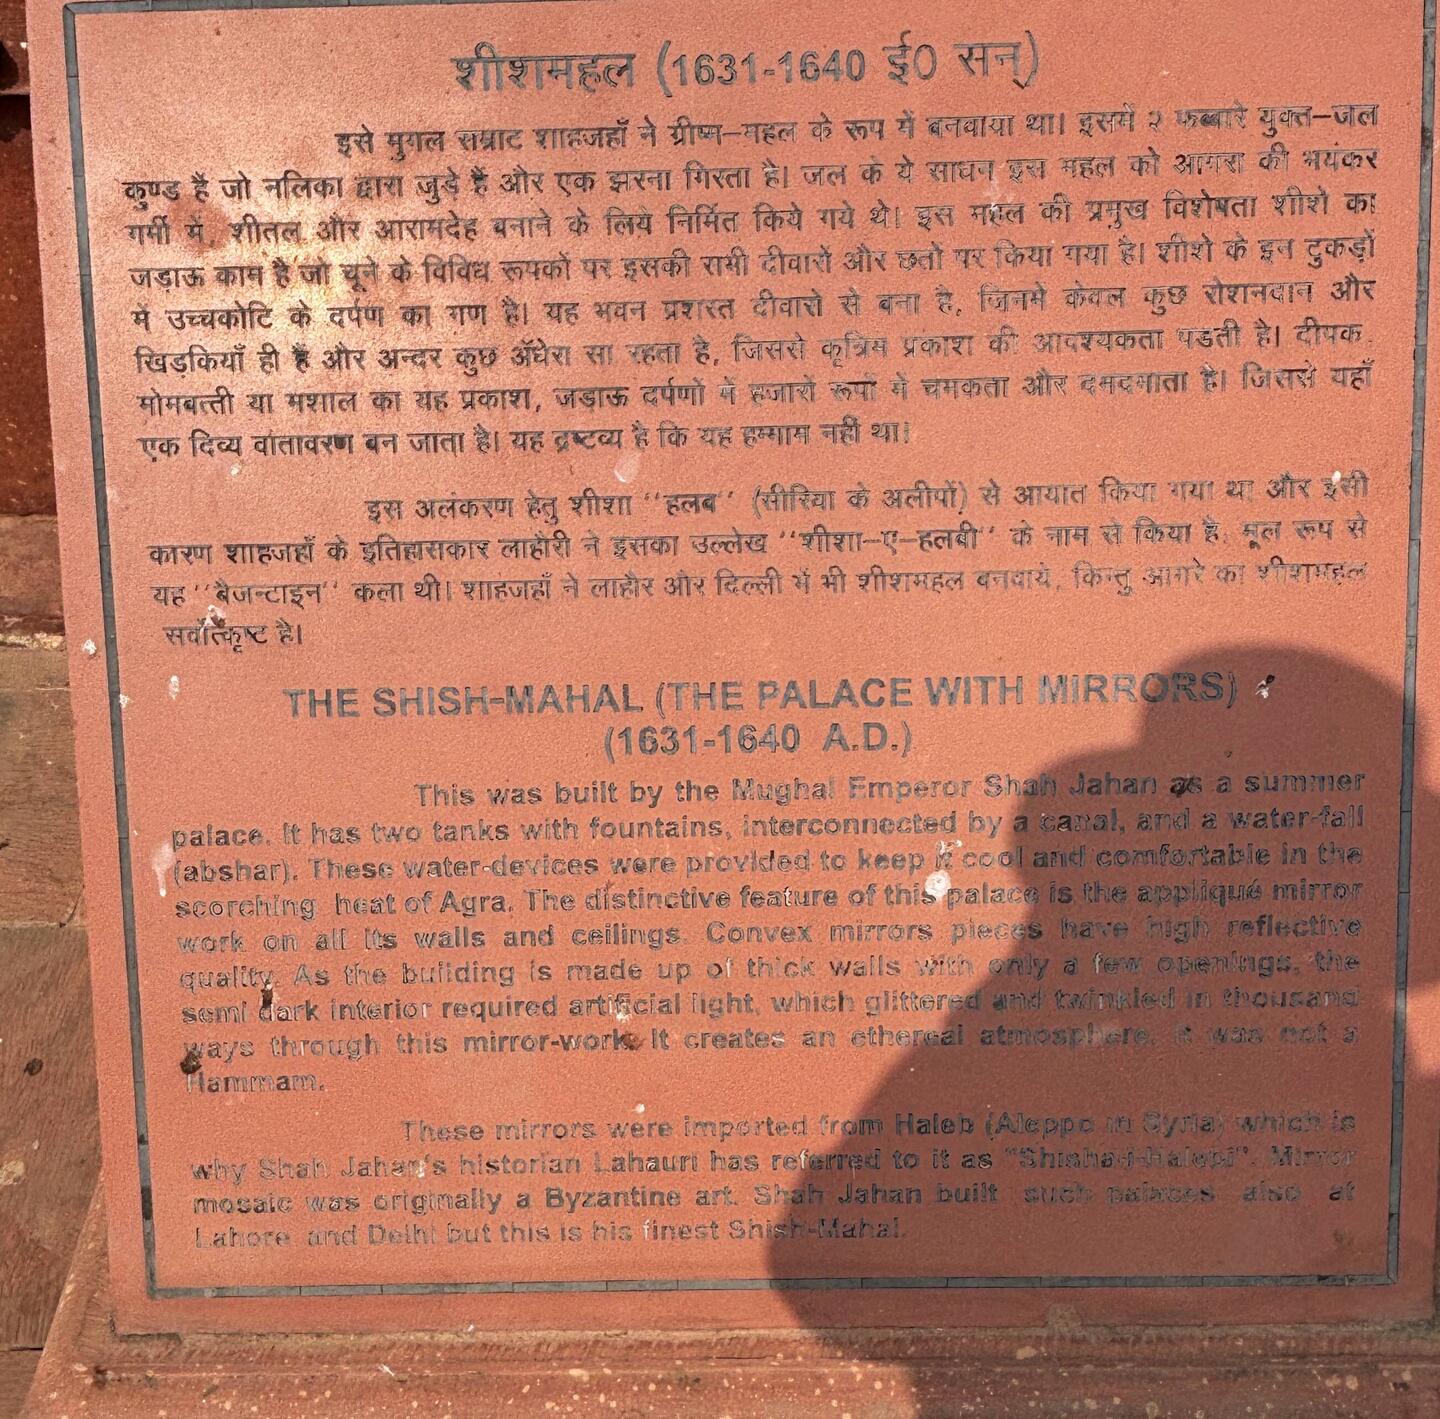 शीशमहल (1631-1640 ई0 सन्)
इसे मुगल सम्राट शाहजहाँ ने ग्रीष्म–महल के रूप में बनवाया था। इसमें २ फव्वारे युक्त–जल
कुण्ड है जो नलिका द्वारा जुड़े हैं और एक झरना गिरता है। जल के ये साधन इस महल को आगरा की भयंकर
गर्मी में, शीतल और आरामदेह बनाने के लिये निर्मित किये गये थे। इस महल की प्रमुख विशेषता शीशे का
जड़ाऊ काम है जो चूने के विविध रूपकों पर इसकी सभी दीवारों और छतो पर किया गया है। शीशे के इन टुकड़ों
में उच्चकोटि के दर्पण का गण है। यह भवन प्रशस्त दीवारो से बना है, जिनमे केवल कुछ रोशनदान और
खिड़कियाँ ही हैं और अन्दर कुछ अँधेरा सा रहता है, जिससे कृत्रिम प्रकाश की आवश्यकता पडती है। दीपक,
मोमबत्ती या मशाल का यह प्रकाश, जड़ाऊ दर्पणों में हजारों रूपों में चमकता और दमदमाता है। जिससे यहाँ
एक दिव्य वातावरण बन जाता है। यह द्रष्टव्य है कि यह हम्माम नहीं था।
इस अलंकरण हेतु शीशा ''हलब'' (सीरिया के अलीपों) से आयात किया गया था और इसी
कारण शाहजहाँ के इतिहासकार लाहौरी ने इसका उल्लेख ''शीशा–ए–हलबी'' के नाम से किया है, मूल रूप से
यह ''बैजन्टाइन'' कला थी। शाहजहाँ ने लाहौर और दिल्ली में भी शीशमहल बनवाये, किन्तु आगरे का शीशमहल
सर्वोत्कृष्ट है।
THE SHISH-MAHAL (THE PALACE WITH MIRRORS)
(1631-1640 A.D.)
This was built by the Mughal Emperor Shah Jahan as a summer
palace. It has two tanks with fountains, interconnected by a canal, and a water-fall
(abshar). These water-devices were provided to keep it cool and comfortable in the
scorching heat of Agra. The distinctive feature of this palace is the appliqué mirror
work on all its walls and ceilings. Convex mirrors pieces have high reflective
quality. As the building is made up of thick walls with only a few openings, the
semi dark interior required artificial light, which glittered and twinkled in thousand
ways through this mirror-work. It creates an ethereal atmosphere. It was not a
Hammam.
These mirrors were imported from Haleb (Aleppo in Syria) which is
why Shah Jahan's historian Lahauri has referred to it as "Shisha-i-Halebi". Mirror
mosaic was originally a Byzantine art. Shah Jahan built such palaces also at
Lahore and Delhi but this is his finest Shish-Mahal.